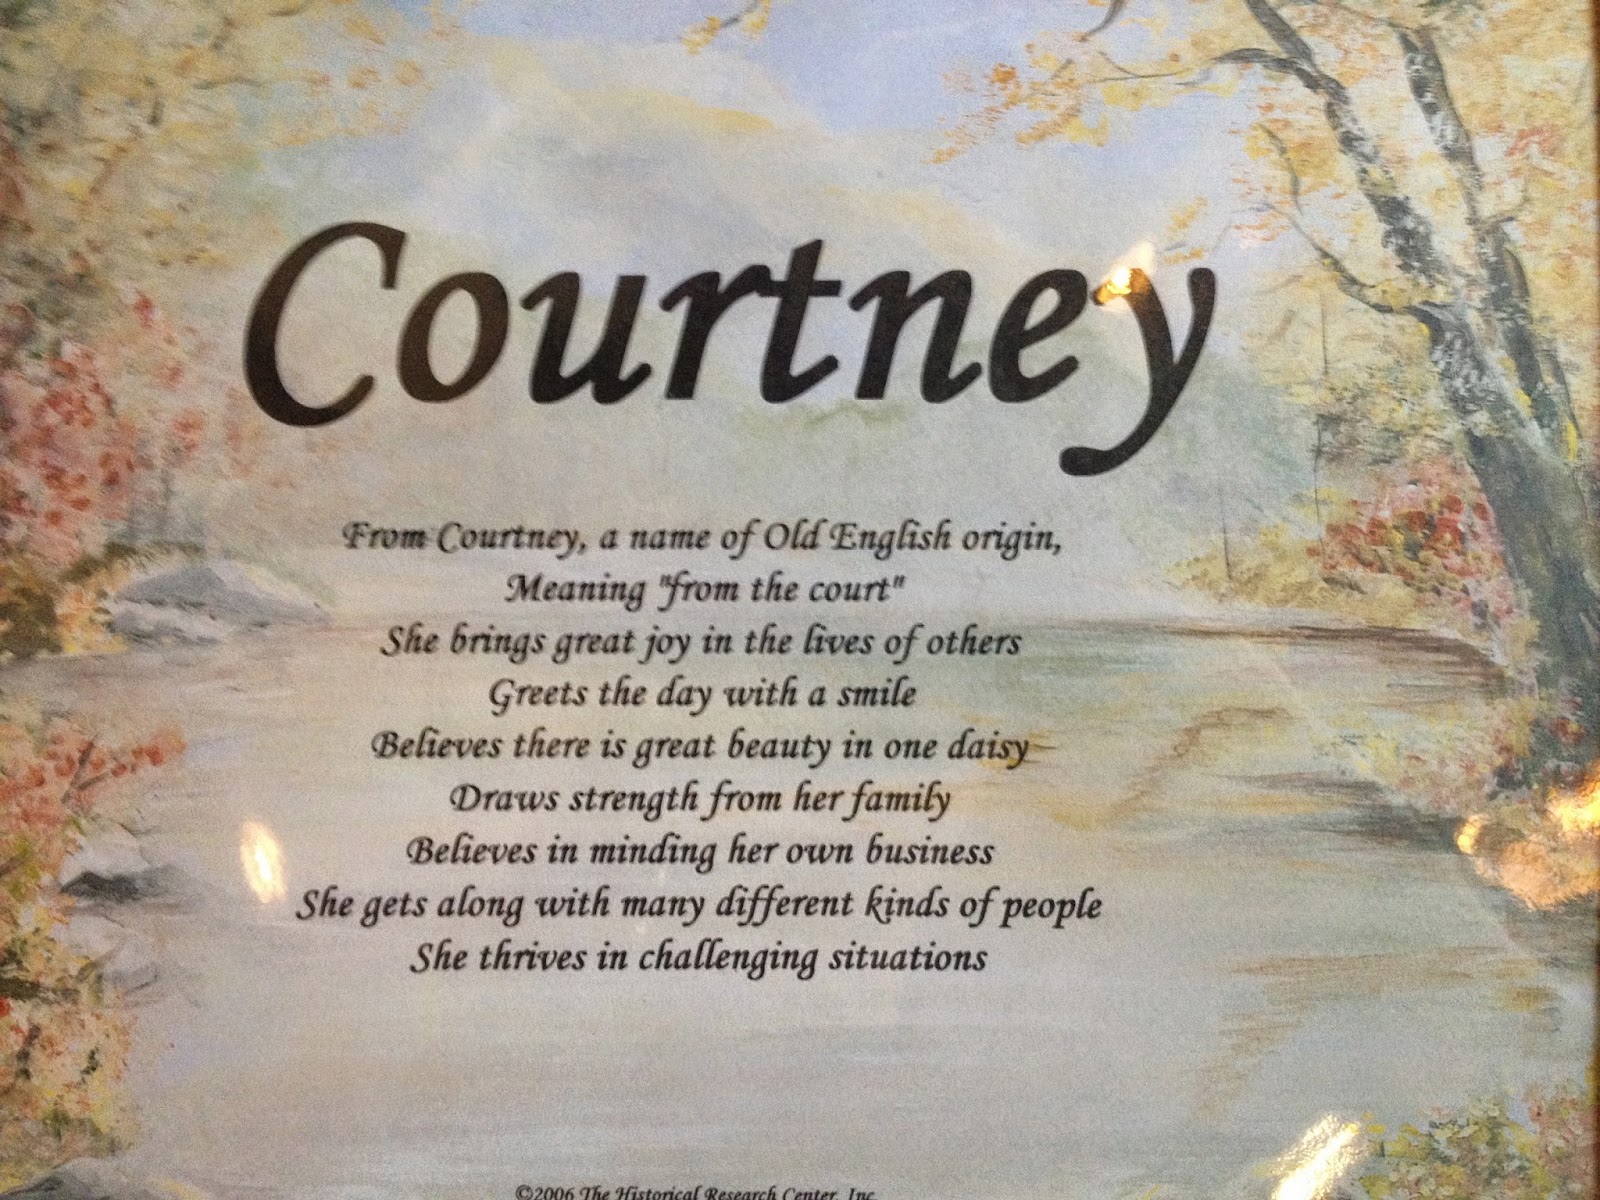 Courtney
From Courtney, a name of Old English origin,
Meaning "from the court"
She brings great joy in the lives of others
Greets the day with a smile
Believes there is great beauty in one daisy
Draws strength from her family
Believes in minding her own business
She gets along with many different kinds of people
She thrives in challenging situations
©2006 The Historical Research Center, Inc.